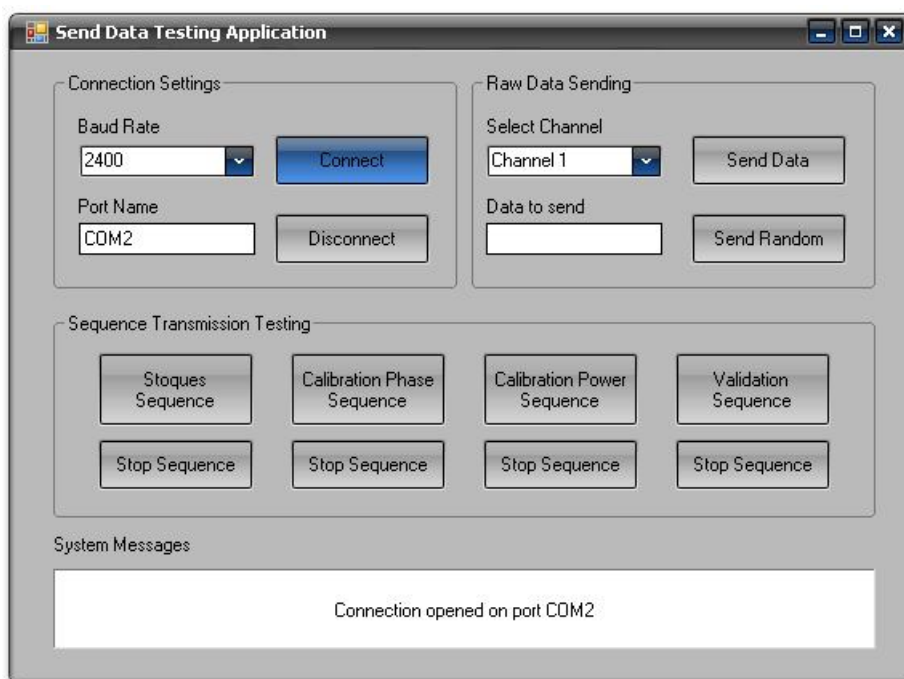 Send Data Testing Application
Connection Settings
Baud Rate
2400
Connect
Port Name
COM2
Disconnect
Raw Data Sending
Select Channel
Channel 1
Send Data
Data to send
Send Random
Sequence Transmission Testing
Stoques
Sequence
Calibration Phase
Sequence
Calibration Power
Sequence
Validation
Sequence
Stop Sequence
Stop Sequence
Stop Sequence
Stop Sequence
System Messages
Connection opened on port COM2